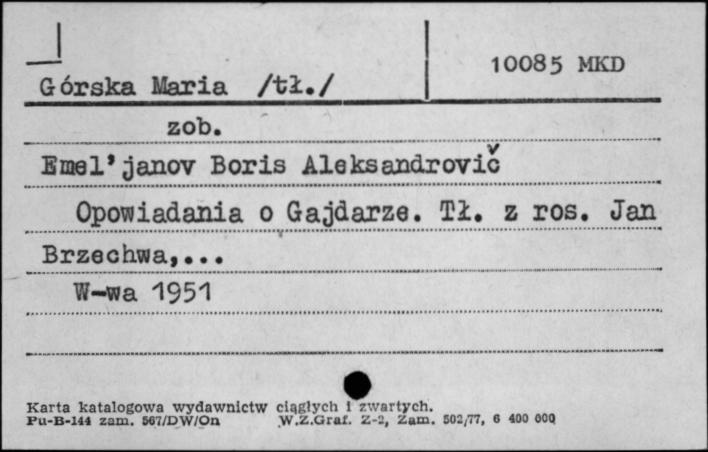 10085 MKD
Górska Maria /tł./
zob.
Emel'janov Boris Aleksandrovič
Opowiadania o Gajdarze. Tł. z ros. Jan
Brzechwa,...
W-wa 1951
Karta katalogowa wydawnictw ciągłych i zwartych.
Pu-B-144 zam. 567/DW/On W.Z.Graf. Z-2, Zam. 502/77, 6 400 000